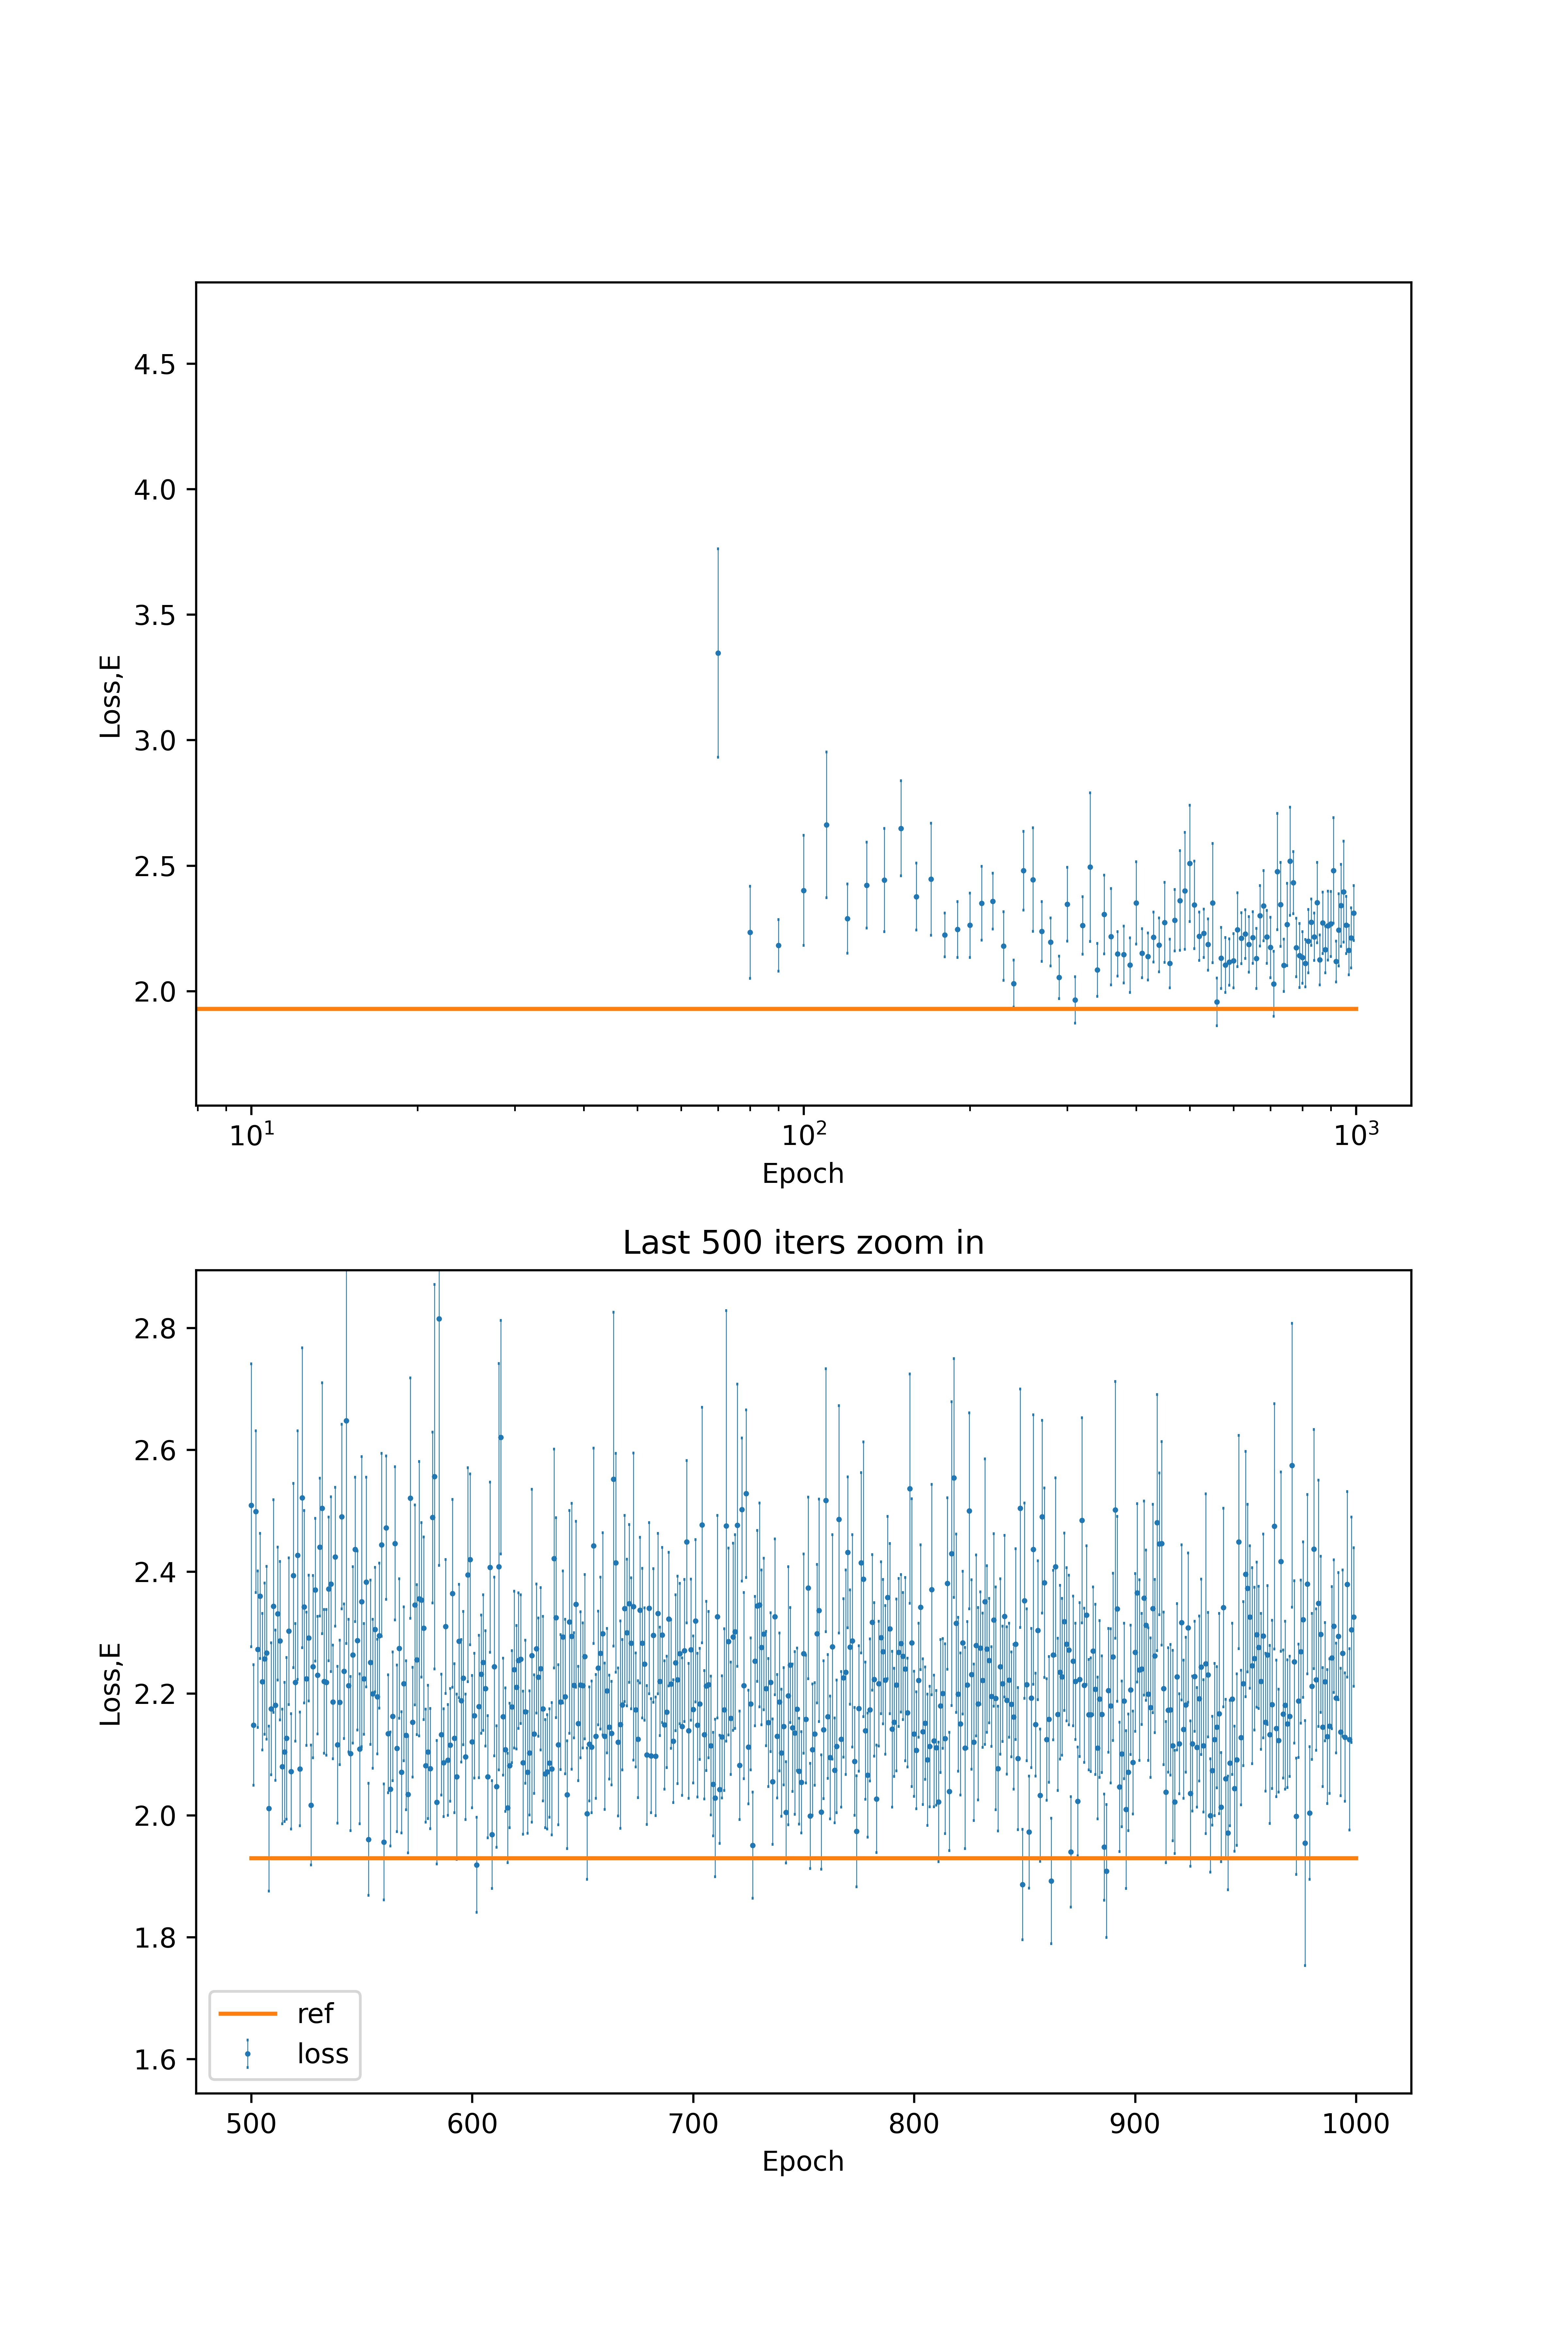 4.5
4.0
3.5
3.0
2.5
2.0
Loss,E
10¹ 10² 10³
Epoch
Last 500 iters zoom in
2.8
2.6
2.4
2.2
2.0
1.8
1.6
Loss,E
ref
loss
500 600 700 800 900 1000
Epoch